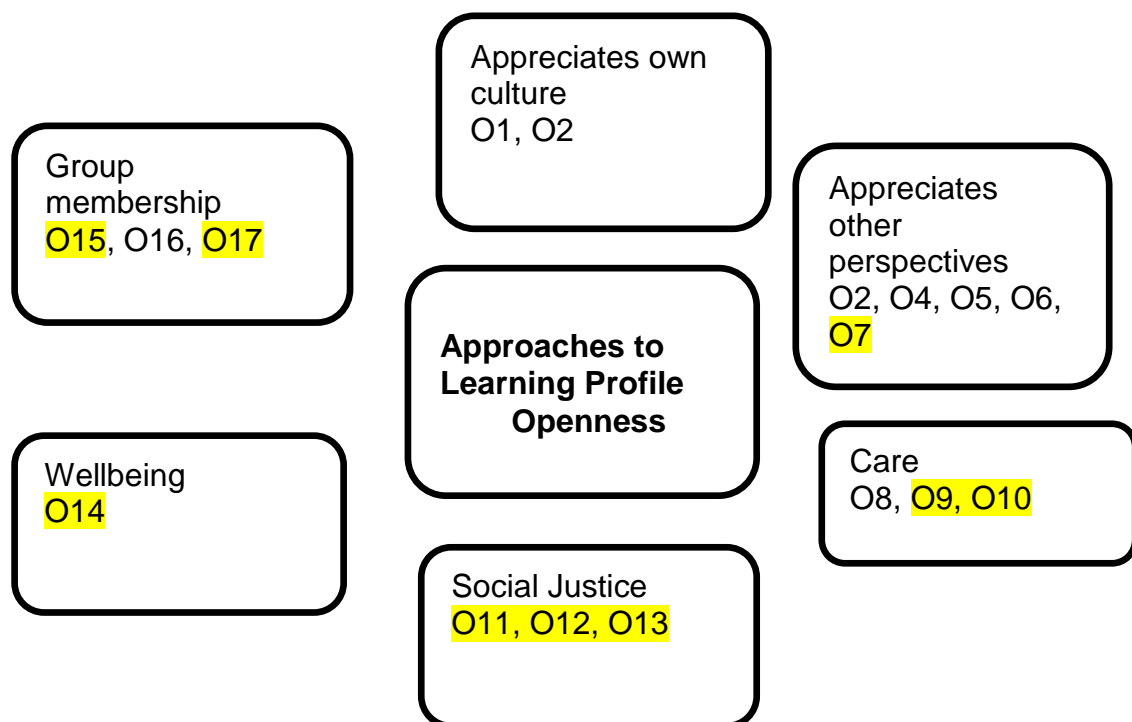 Appreciates own
culture
O1, O2
Group
membership
O15, O16, O17
Appreciates
other
perspectives
O2, O4, O5, O6,
O7
Approaches to
Learning Profile
Openness
Wellbeing
O14
Care
O8, O9, O10
Social Justice
O11, O12, O13